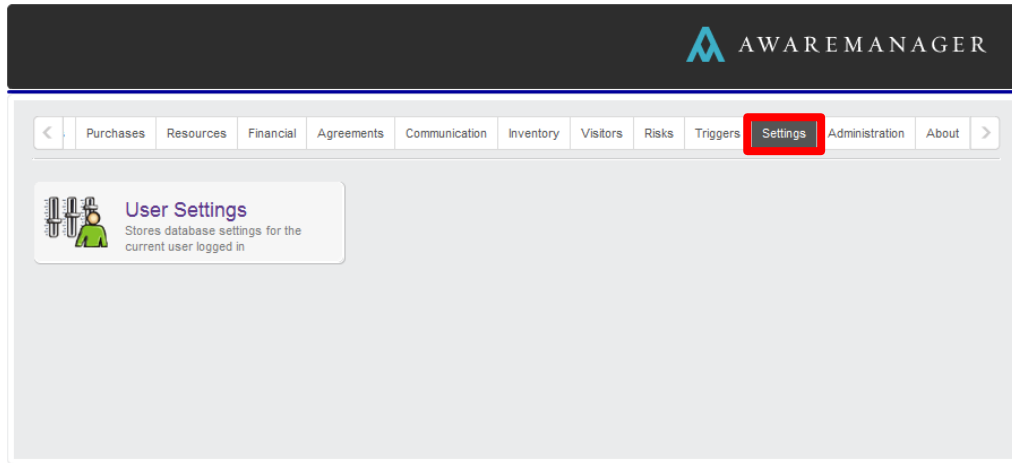 AWAREMANAGER
Purchases Resources Financial Agreements Communication Inventory Visitors Risks Triggers Settings Administration About
User Settings
Stores database settings for the
current user logged in